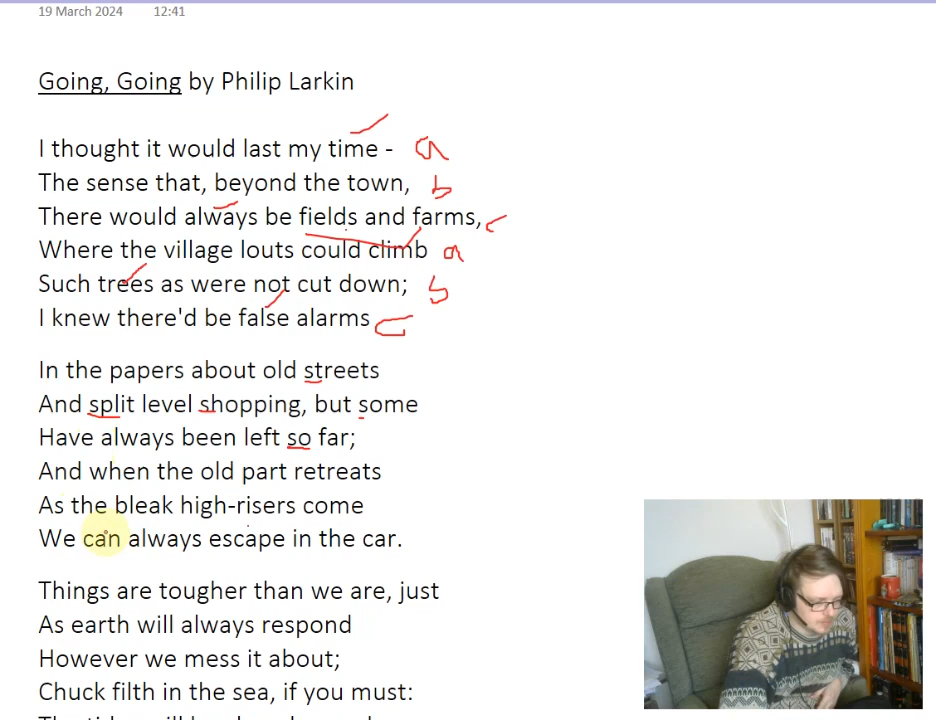 19 March 2024 12:41
Going, Going by Philip Larkin
I thought it would last my time - a
The sense that, beyond the town, b
There would always be fields and farms, c
Where the village louts could climb a
Such trees as were not cut down; b
I knew there'd be false alarms c
In the papers about old streets
And split level shopping, but some
Have always been left so far;
And when the old part retreats
As the bleak high-risers come
We can always escape in the car.
Things are tougher than we are, just
As earth will always respond
However we mess it about;
Chuck filth in the sea, if you must: